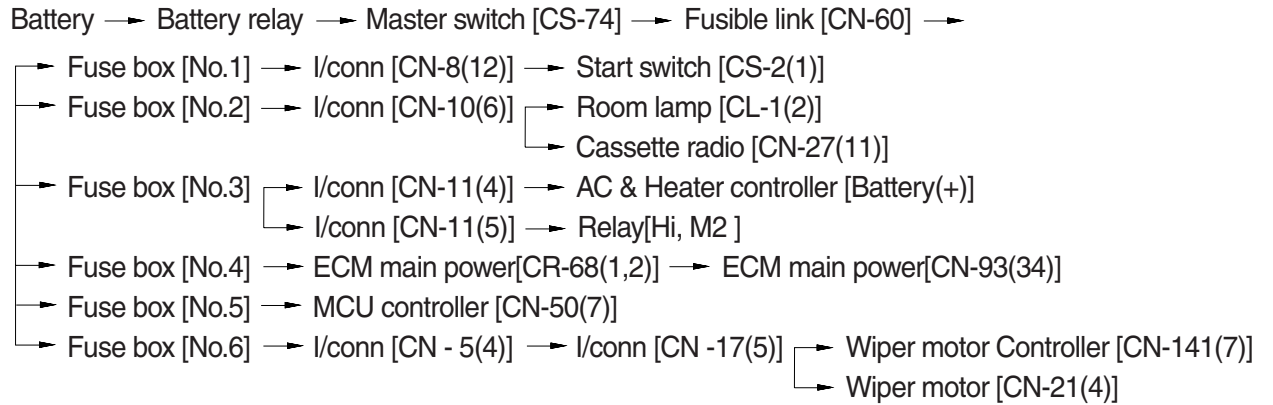 Battery → Battery relay → Master switch [CS-74] → Fusible link [CN-60] →
Fuse box [No.1] → I/conn [CN-8(12)] → Start switch [CS-2(1)]
Fuse box [No.2] → I/conn [CN-10(6)] → Room lamp [CL-1(2)]
→ Cassette radio [CN-27(11)]
Fuse box [No.3] → I/conn [CN-11(4)] → AC & Heater controller [Battery(+)]
→ I/conn [CN-11(5)] → Relay[Hi, M2 ]
Fuse box [No.4] → ECM main power[CR-68(1,2)] → ECM main power[CN-93(34)]
Fuse box [No.5] → MCU controller [CN-50(7)]
Fuse box [No.6] → I/conn [CN - 5(4)] → I/conn [CN -17(5)] → Wiper motor Controller [CN-141(7)]
→ Wiper motor [CN-21(4)]